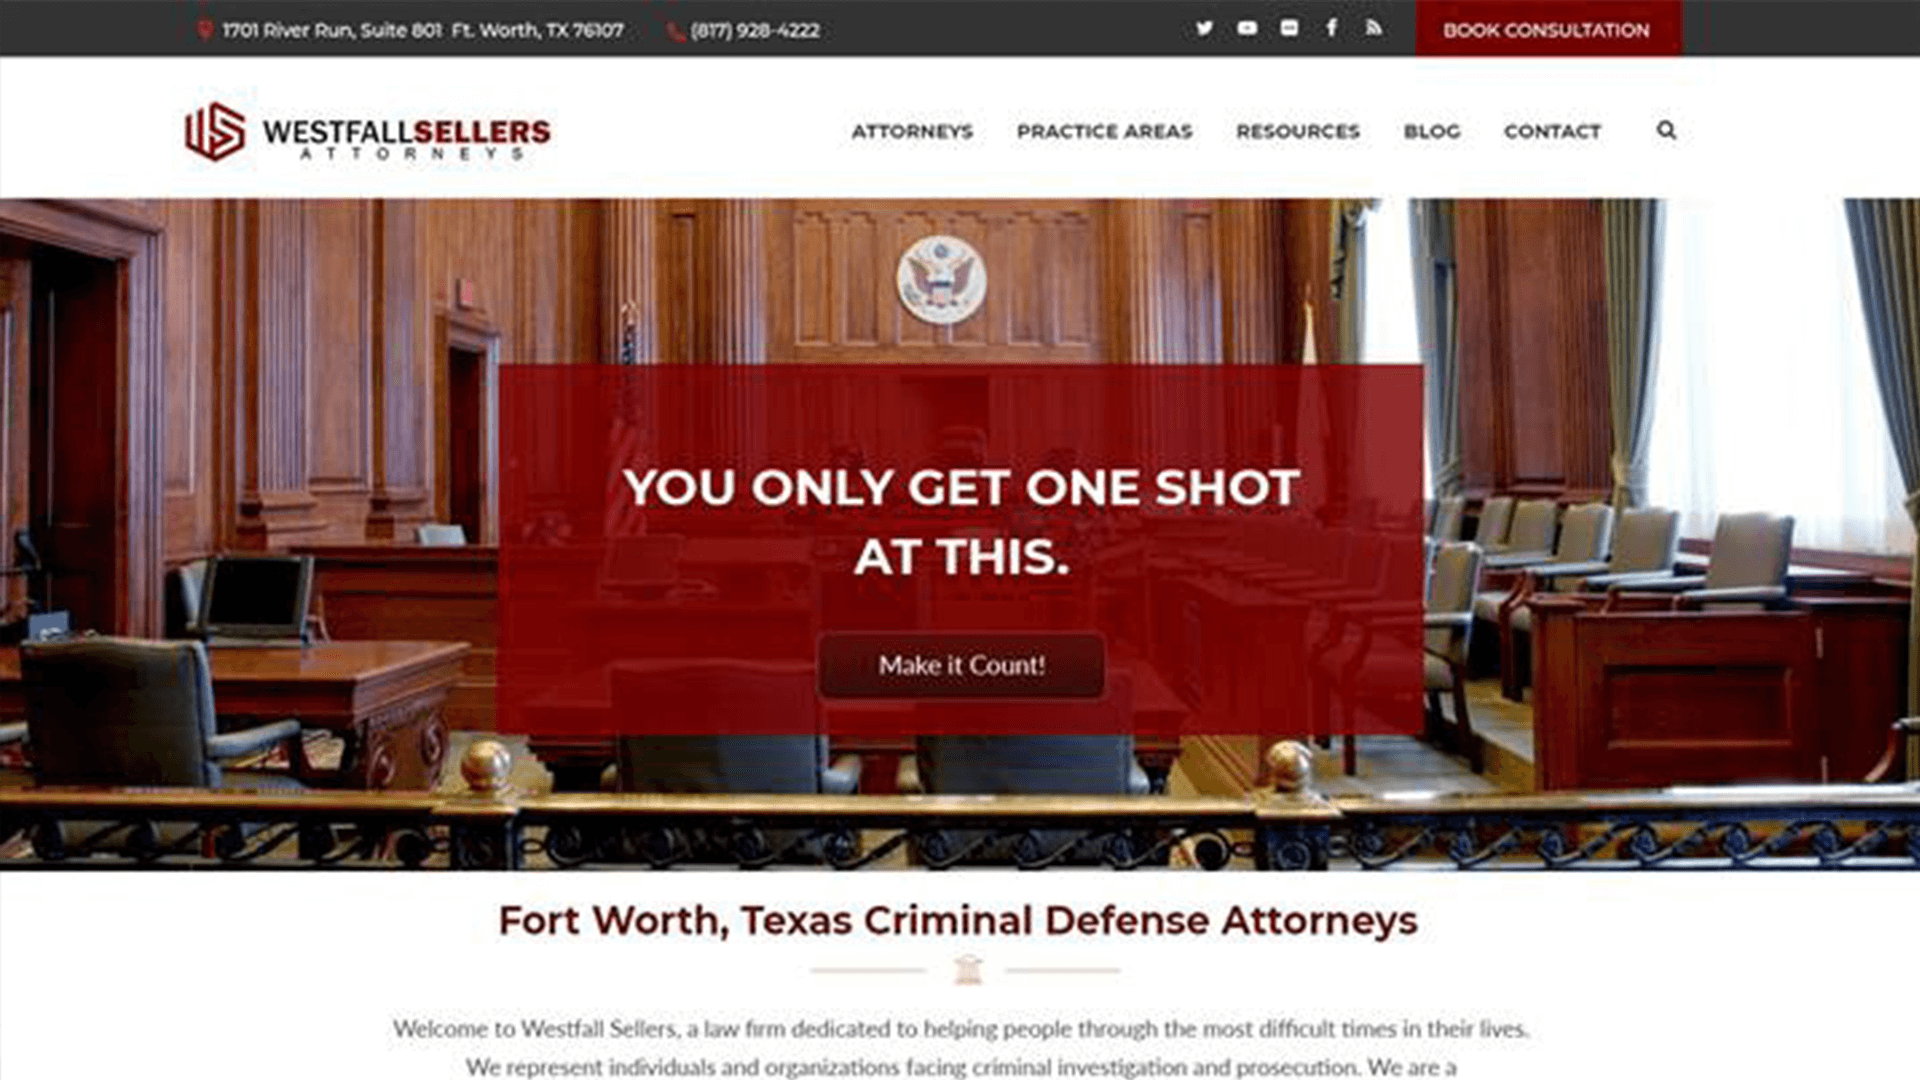 1701 River Run, Suite 801 Ft. Worth, TX 76107
(817) 928-4222
BOOK CONSULTATION
WESTFALLSELLERS
ATTORNEYS
ATTORNEYS
PRACTICE AREAS
RESOURCES
BLOG
CONTACT
YOU ONLY GET ONE SHOT
AT THIS.
Make it Count!
Fort Worth, Texas Criminal Defense Attorneys
Welcome to Westfall Sellers, a law firm dedicated to helping people through the most difficult times in their lives.
We represent individuals and organizations facing criminal investigation and prosecution. We are a